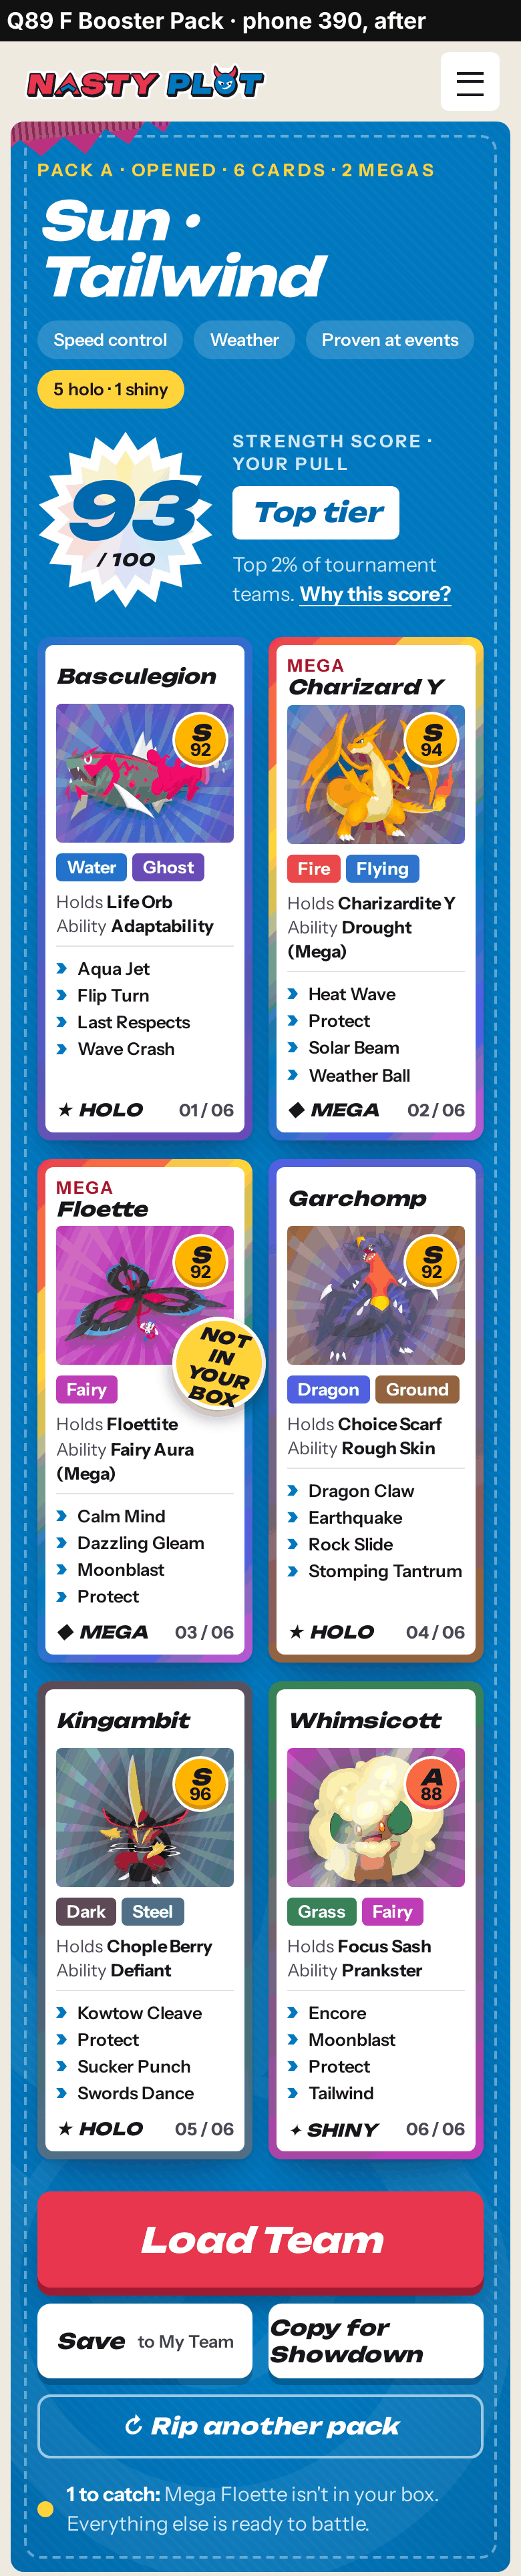 Q89 F Booster Pack · phone 390, after
NASTY PLOT
PACK A · OPENED · 6 CARDS · 2 MEGAS
Sun ·
Tailwind
Speed control
Weather
Proven at events
5 holo · 1 shiny
93
/ 100
STRENGTH SCORE ·
YOUR PULL
Top tier
Top 2% of tournament
teams. Why this score?
Basculegion
S
92
Water Ghost
Holds Life Orb
Ability Adaptability
Aqua Jet
Flip Turn
Last Respects
Wave Crash
★ HOLO 01 / 06
MEGA
Charizard Y
S
94
Fire Flying
Holds Charizardite Y
Ability Drought
(Mega)
Heat Wave
Protect
Solar Beam
Weather Ball
◆ MEGA 02 / 06
MEGA
Floette
S
92
NOT
IN
YOUR
BOX
Fairy
Holds Floettite
Ability Fairy Aura
(Mega)
Calm Mind
Dazzling Gleam
Moonblast
Protect
◆ MEGA 03 / 06
Garchomp
S
92
Dragon Ground
Holds Choice Scarf
Ability Rough Skin
Dragon Claw
Earthquake
Rock Slide
Stomping Tantrum
★ HOLO 04 / 06
Kingambit
S
96
Dark Steel
Holds Chople Berry
Ability Defiant
Kowtow Cleave
Protect
Sucker Punch
Swords Dance
★ HOLO 05 / 06
Whimsicott
A
88
Grass Fairy
Holds Focus Sash
Ability Prankster
Encore
Moonblast
Protect
Tailwind
✦ SHINY 06 / 06
Load Team
Save to My Team
Copy for
Showdown
↻ Rip another pack
1 to catch: Mega Floette isn't in your box.
Everything else is ready to battle.